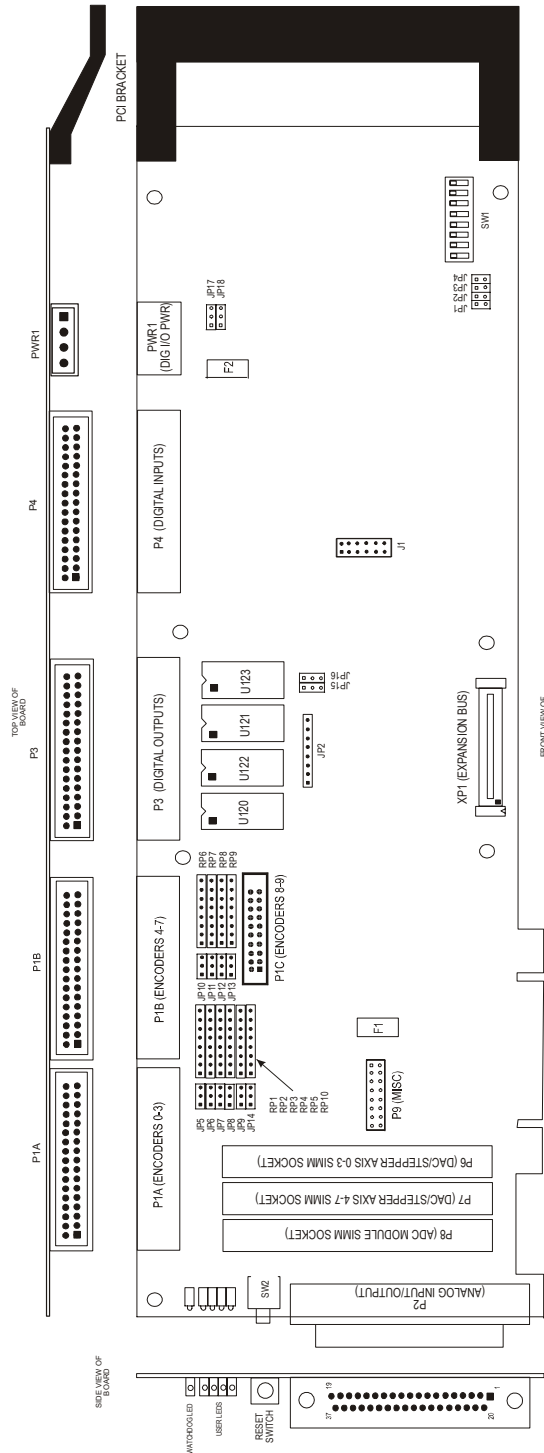 PCI BRACKET
PWR1
P4
TOP VIEW OF
BOARD
P3
P1B
P1A
SIDE VIEW OF
BOARD
SW1
JP1
JP2
JP3
JP4
JP17
JP18
PWR1
(DIG I/O PWR)
F2
P4 (DIGITAL INPUTS)
J1
P3 (DIGITAL OUTPUTS)
U123
U121
U122
U120
JP15
JP16
JP2
XP1 (EXPANSION BUS)
FRONT VIEW OF
P1B (ENCODERS 4-7)
RP6
RP7
RP8
RP9
JP10
JP11
JP12
JP13
P1C (ENCODERS 8-9)
P1A (ENCODERS 0-3)
JP5
JP6
JP7
JP8
JP9
JP14
RP1
RP2
RP3
RP4
RP5
RP10
F1
P9 (MISC)
P6 (DAC/STEPPER AXIS 0-3 SIMM SOCKET)
P7 (DAC/STEPPER AXIS 4-7 SIMM SOCKET)
P8 (ADC MODULE SIMM SOCKET)
SW2
P2
(ANALOG INPUT/OUTPUT)
WATCHDOG LED
USER LEDS
RESET
SWITCH
19
37
1
20